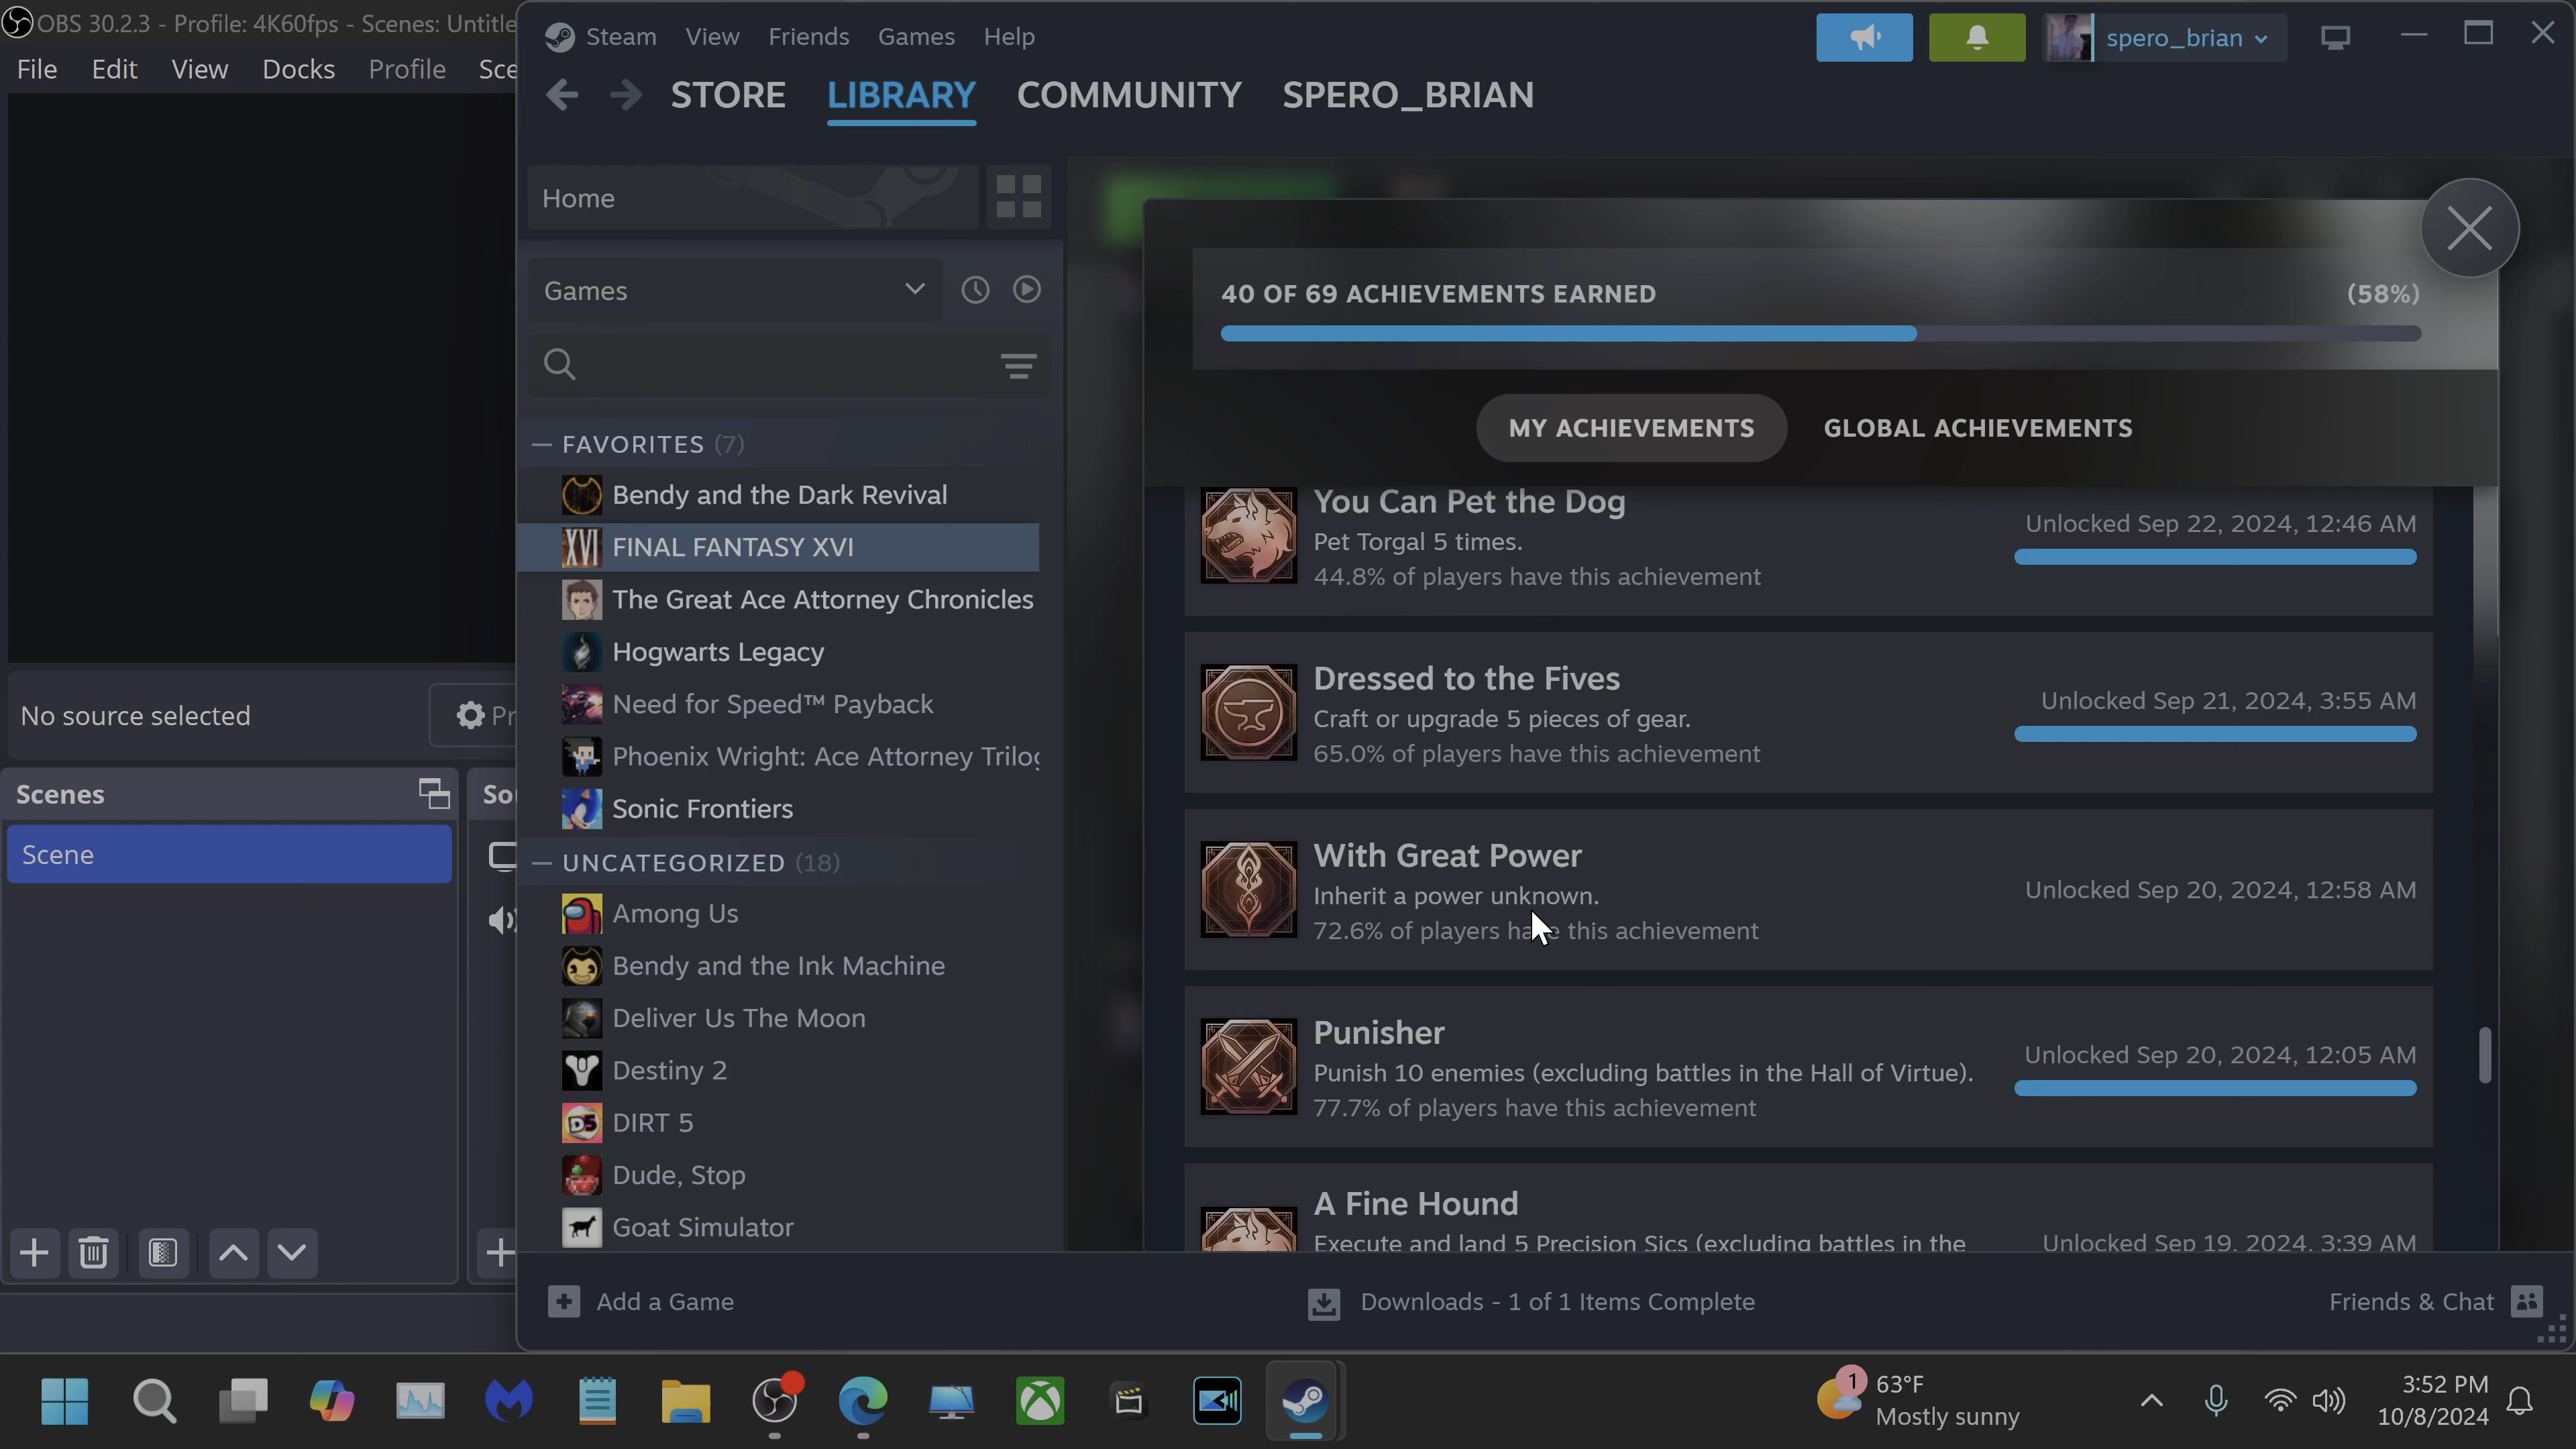 OBS 30.2.3 - Profile: 4K60fps - Scenes: Untitle
File Edit View Docks Profile Sce
No source selected
Pr
Scenes
Sou
Scene
Steam View Friends Games Help
spero_brian
STORE LIBRARY COMMUNITY SPERO_BRIAN
Home
Games
FAVORITES (7)
Bendy and the Dark Revival
XVI FINAL FANTASY XVI
The Great Ace Attorney Chronicles
Hogwarts Legacy
Need for Speed™ Payback
Phoenix Wright: Ace Attorney Trilog
Sonic Frontiers
UNCATEGORIZED (18)
Among Us
Bendy and the Ink Machine
Deliver Us The Moon
Destiny 2
D5 DIRT 5
Dude, Stop
Goat Simulator
40 OF 69 ACHIEVEMENTS EARNED (58%)
MY ACHIEVEMENTS GLOBAL ACHIEVEMENTS
You Can Pet the Dog
Pet Torgal 5 times.
44.8% of players have this achievement
Unlocked Sep 22, 2024, 12:46 AM
Dressed to the Fives
Craft or upgrade 5 pieces of gear.
65.0% of players have this achievement
Unlocked Sep 21, 2024, 3:55 AM
With Great Power
Inherit a power unknown.
72.6% of players have this achievement
Unlocked Sep 20, 2024, 12:58 AM
Punisher
Punish 10 enemies (excluding battles in the Hall of Virtue).
77.7% of players have this achievement
Unlocked Sep 20, 2024, 12:05 AM
A Fine Hound
Execute and land 5 Precision Sics (excluding battles in the
Unlocked Sep 19, 2024, 3:39 AM
Add a Game
Downloads - 1 of 1 Items Complete
Friends & Chat
1
63°F
Mostly sunny
3:52 PM
10/8/2024